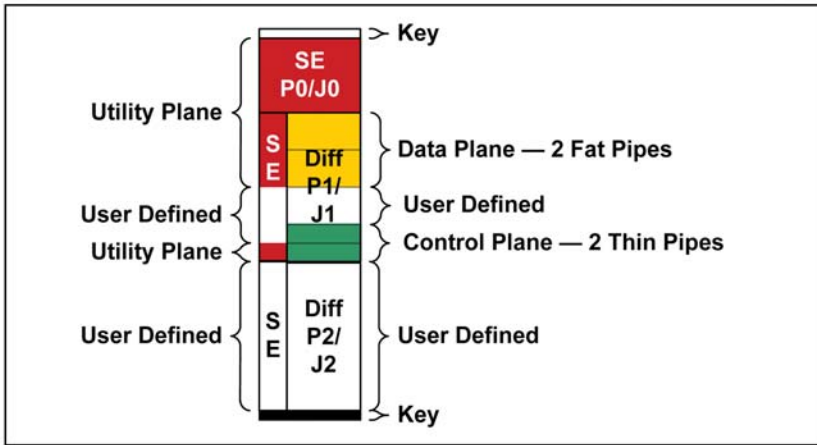 Key
SE
P0/J0
Utility Plane
S
E
Diff
P1/
J1
Data Plane — 2 Fat Pipes
User Defined
User Defined
Utility Plane
Control Plane — 2 Thin Pipes
User Defined
S
E
Diff
P2/
J2
User Defined
Key